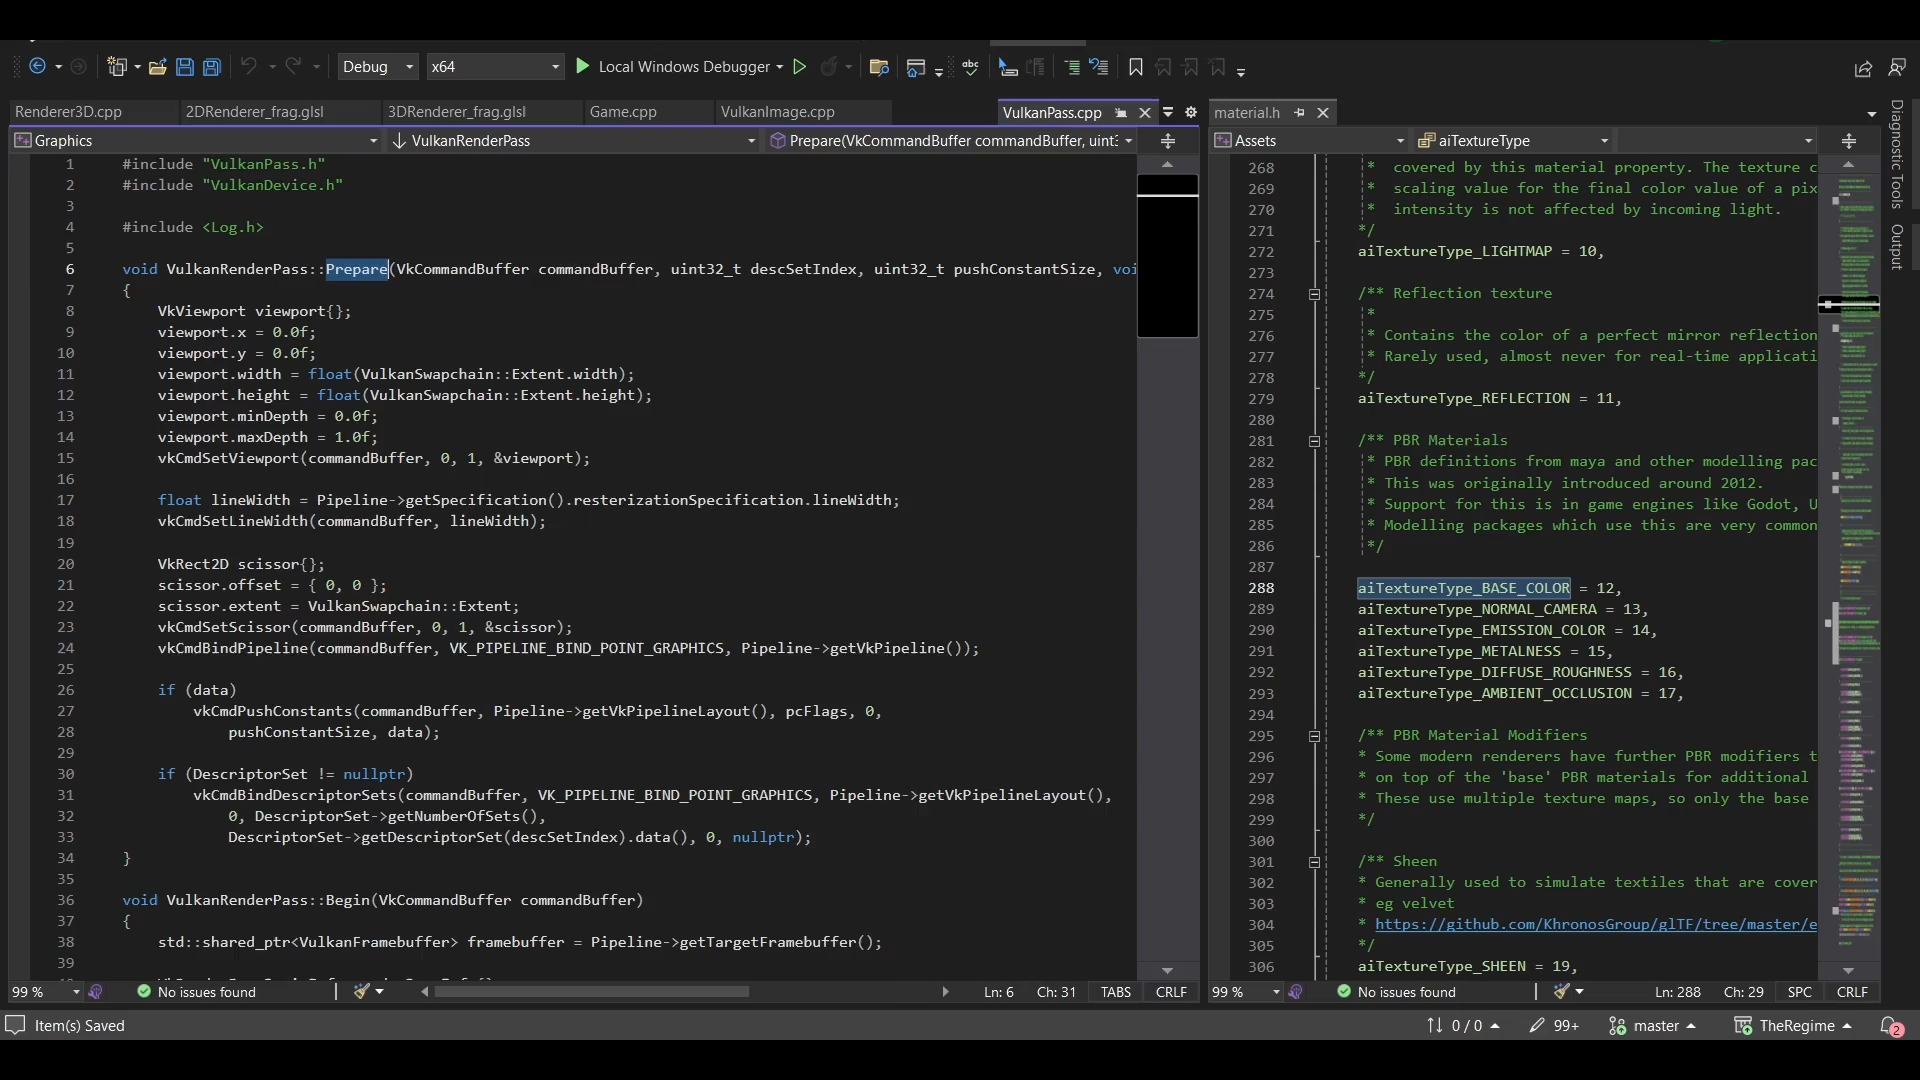 Debug
x64
Local Windows Debugger
abc
Renderer3D.cpp
2DRenderer_frag.glsl
3DRenderer_frag.glsl
Game.cpp
VulkanImage.cpp
VulkanPass.cpp
material.h
Graphics
VulkanRenderPass
Prepare(VkCommandBuffer commandBuffer, uint3
Assets
aiTextureType
1 #include "VulkanPass.h"
2 #include "VulkanDevice.h"
3
4 #include <Log.h>
5
6 void VulkanRenderPass::Prepare(VkCommandBuffer commandBuffer, uint32_t descSetIndex, uint32_t pushConstantSize, voi
7 {
8 VkViewport viewport{};
9 viewport.x = 0.0f;
10 viewport.y = 0.0f;
11 viewport.width = float(VulkanSwapchain::Extent.width);
12 viewport.height = float(VulkanSwapchain::Extent.height);
13 viewport.minDepth = 0.0f;
14 viewport.maxDepth = 1.0f;
15 vkCmdSetViewport(commandBuffer, 0, 1, &viewport);
16
17 float lineWidth = Pipeline->getSpecification().resterizationSpecification.lineWidth;
18 vkCmdSetLineWidth(commandBuffer, lineWidth);
19
20 VkRect2D scissor{};
21 scissor.offset = { 0, 0 };
22 scissor.extent = VulkanSwapchain::Extent;
23 vkCmdSetScissor(commandBuffer, 0, 1, &scissor);
24 vkCmdBindPipeline(commandBuffer, VK_PIPELINE_BIND_POINT_GRAPHICS, Pipeline->getVkPipeline());
25
26 if (data)
27 vkCmdPushConstants(commandBuffer, Pipeline->getVkPipelineLayout(), pcFlags, 0,
28 pushConstantSize, data);
29
30 if (DescriptorSet != nullptr)
31 vkCmdBindDescriptorSets(commandBuffer, VK_PIPELINE_BIND_POINT_GRAPHICS, Pipeline->getVkPipelineLayout(),
32 0, DescriptorSet->getNumberOfSets(),
33 DescriptorSet->getDescriptorSet(descSetIndex).data(), 0, nullptr);
34 }
35
36 void VulkanRenderPass::Begin(VkCommandBuffer commandBuffer)
37 {
38 std::shared_ptr<VulkanFramebuffer> framebuffer = Pipeline->getTargetFramebuffer();
39
268 * covered by this material property. The texture c
269 * scaling value for the final color value of a pix
270 * intensity is not affected by incoming light.
271 */
272 aiTextureType_LIGHTMAP = 10,
273
274 /** Reflection texture
275 *
276 * Contains the color of a perfect mirror reflection
277 * Rarely used, almost never for real-time applicati
278 */
279 aiTextureType_REFLECTION = 11,
280
281 /** PBR Materials
282 * PBR definitions from maya and other modelling pac
283 * This was originally introduced around 2012.
284 * Support for this is in game engines like Godot, U
285 * Modelling packages which use this are very common
286 */
287
288 aiTextureType_BASE_COLOR = 12,
289 aiTextureType_NORMAL_CAMERA = 13,
290 aiTextureType_EMISSION_COLOR = 14,
291 aiTextureType_METALNESS = 15,
292 aiTextureType_DIFFUSE_ROUGHNESS = 16,
293 aiTextureType_AMBIENT_OCCLUSION = 17,
294
295 /** PBR Material Modifiers
296 * Some modern renderers have further PBR modifiers t
297 * on top of the 'base' PBR materials for additional
298 * These use multiple texture maps, so only the base
299 */
300
301 /** Sheen
302 * Generally used to simulate textiles that are cover
303 * eg velvet
304 * https://github.com/KhronosGroup/glTF/tree/master/e
305 */
306 aiTextureType_SHEEN = 19,
Diagnostic Tools
Output
99 %
No issues found
Ln: 6
Ch: 31
TABS
CRLF
99 %
No issues found
Ln: 288
Ch: 29
SPC
CRLF
Item(s) Saved
0 / 0
99+
master
TheRegime
2